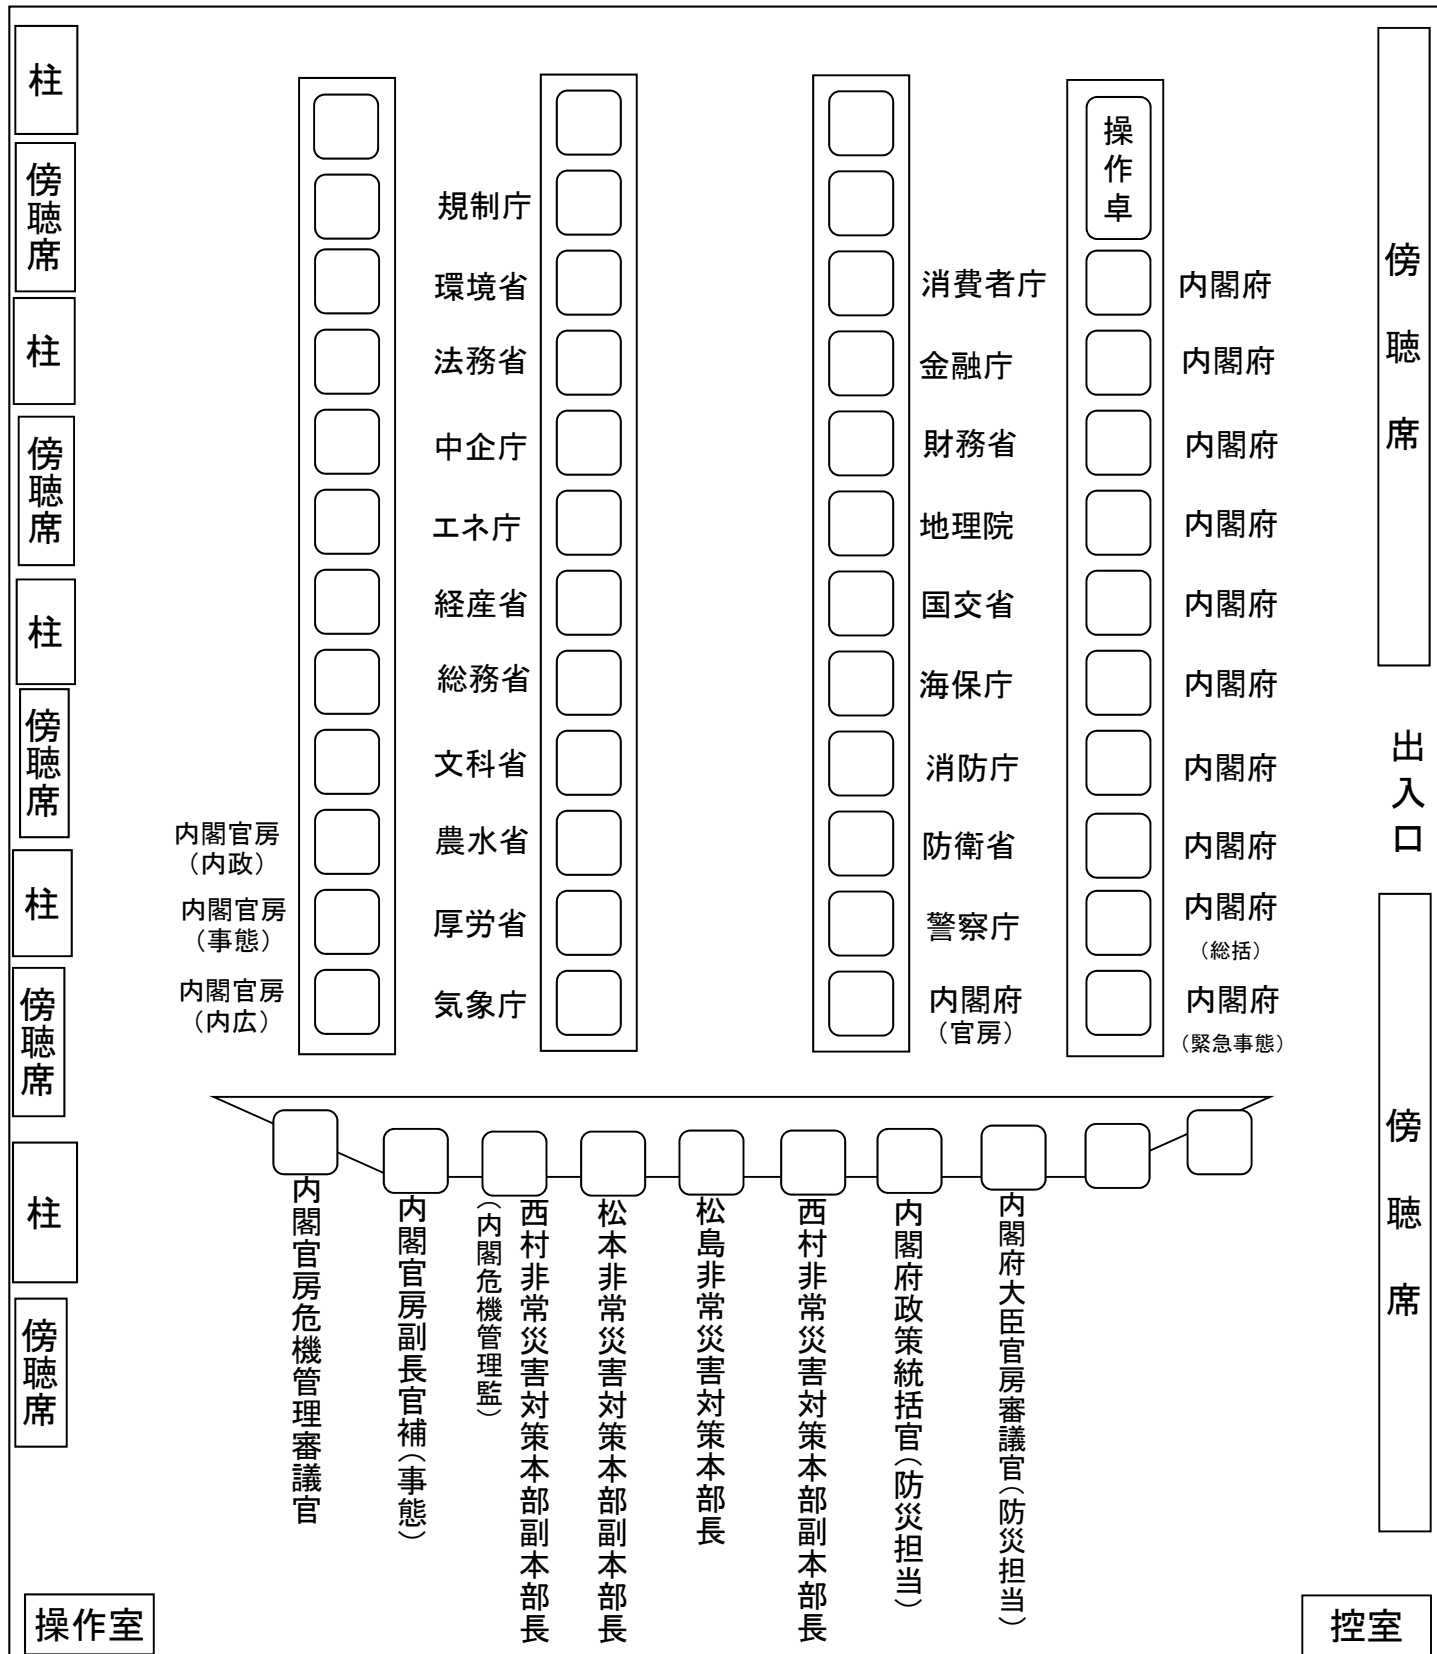 柱
傍聴席
柱
傍聴席
柱
傍聴席
柱
傍聴席
柱
傍聴席
内閣官房
（内政）
内閣官房
（事態）
内閣官房
（内広）
規制庁
環境省
法務省
中企庁
エネ庁
経産省
総務省
文科省
農水省
厚労省
気象庁
消費者庁
金融庁
財務省
地理院
国交省
海保庁
消防庁
防衛省
警察庁
内閣府
（官房）
操作卓
内閣府
内閣府
内閣府
内閣府
内閣府
内閣府
内閣府
内閣府
内閣府
（総括）
内閣府
（緊急事態）
傍聴席
出入口
傍聴席
内閣官房危機管理審議官
内閣官房副長官補（事態）
西村非常災害対策本部副本部長
（内閣危機管理監）
松本非常災害対策本部副本部長
松島非常災害対策本部長
西村非常災害対策本部副本部長
内閣府政策統括官（防災担当）
内閣府大臣官房審議官（防災担当）
操作室
控室